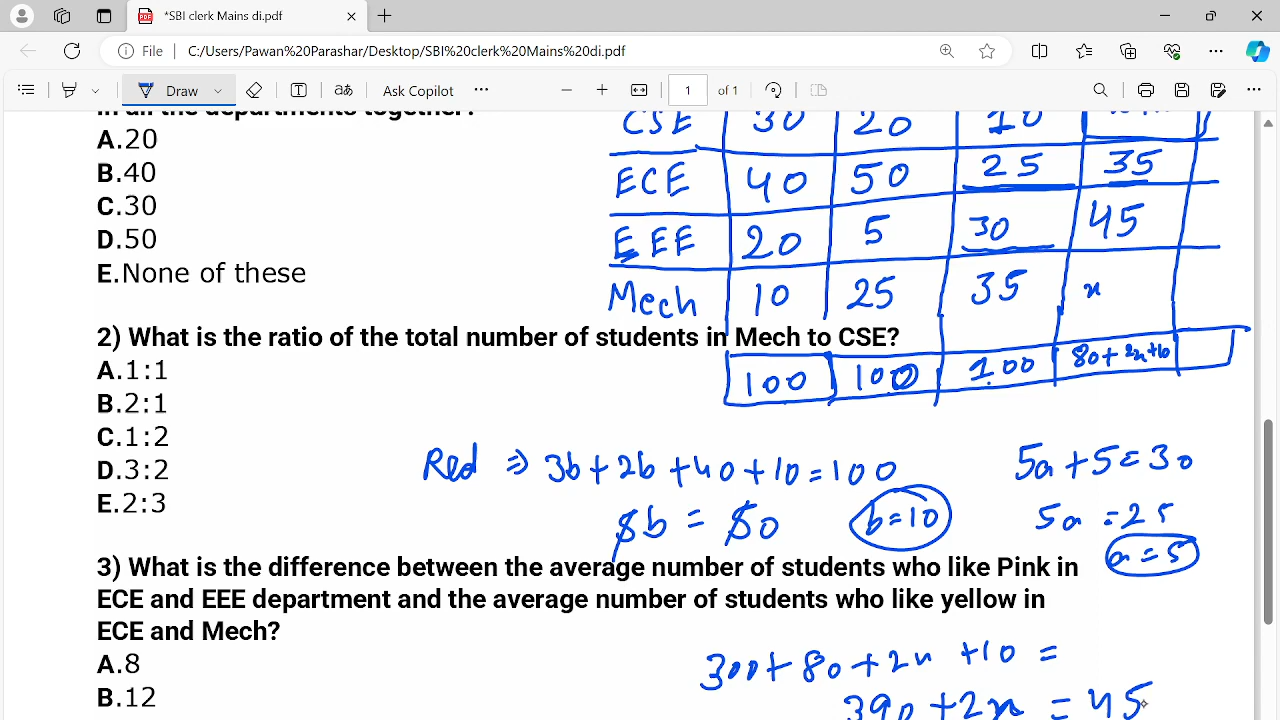 *SBI clerk Mains di.pdf
File C:/Users/Pawan%20Parashar/Desktop/SBI%20clerk%20Mains%20di.pdf
Draw Ask Copilot 1 of 1
in all the departments together?
A.20
B.40
C.30
D.50
E.None of these
CSE 30 20 10
ECE 40 50 25 35
EEE 20 5 30 45
Mech 10 25 35 x
100 100 100 80+2x+10
2) What is the ratio of the total number of students in Mech to CSE?
A.1:1
B.2:1
C.1:2
D.3:2
E.2:3
Red ⇒ 3b+2b+40+10=100
5b = 50 b=10
5a+5=30
5a=25
a=5
3) What is the difference between the average number of students who like Pink in
ECE and EEE department and the average number of students who like yellow in
ECE and Mech?
A.8
B.12
300+80+2x+10=
390+2x=45